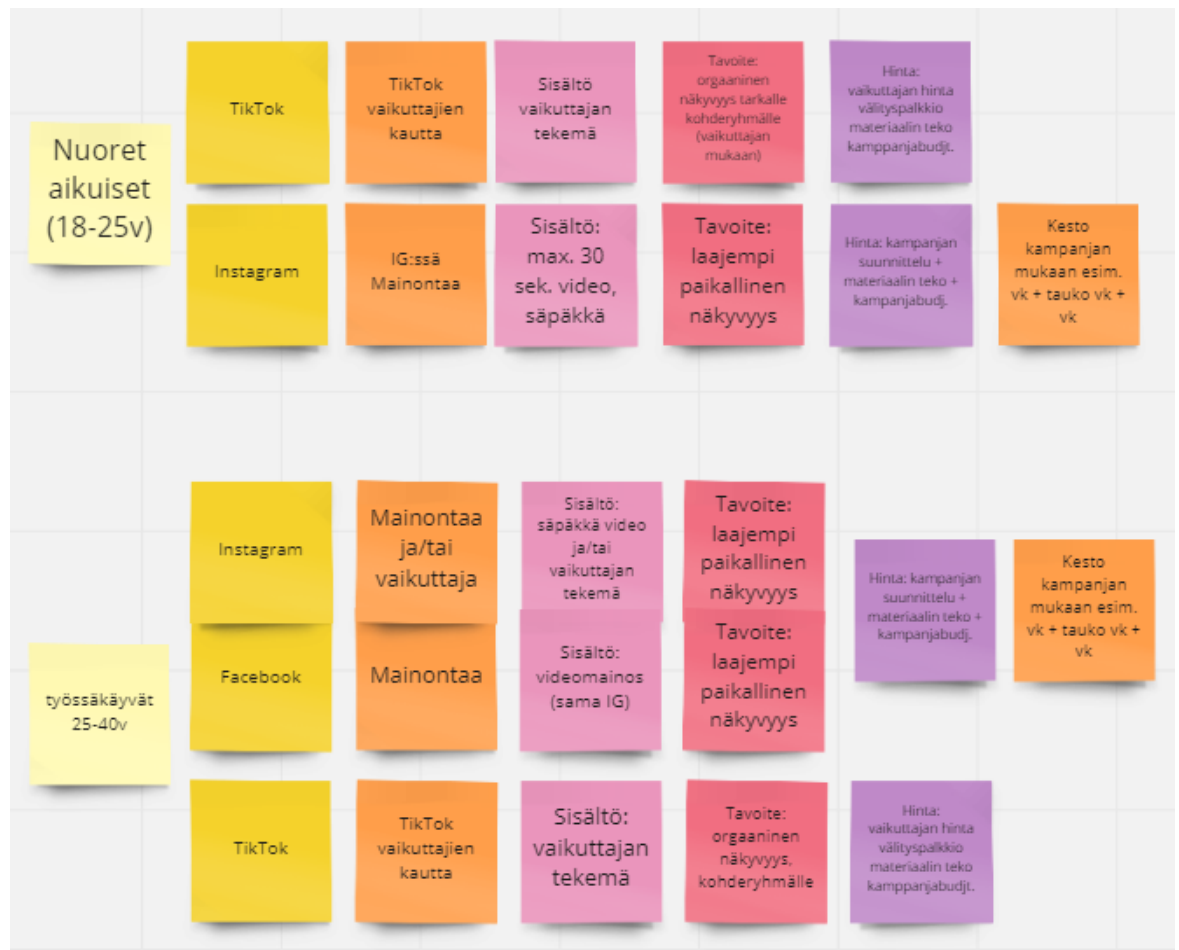 Nuoret
aikuiset
(18-25v)
TikTok
TikTok
vaikuttajien
kautta
Sisältö
vaikuttajan
tekemä
Tavoite:
orgaaninen
näkyvyys tarkalle
kohderyhmälle
(vaikuttajan
mukaan)
Hinta:
vaikuttajan hinta
välityspalkkio
materiaalin teko
kamppanjabudjt.
Instagram
IG:ssä
Mainontaa
Sisältö:
max. 30
sek. video,
säpäkkä
Tavoite:
laajempi
paikallinen
näkyvyys
Hinta: kampanjan
suunnittelu +
materiaalin teko +
kampanjabudj.
Kesto
kampanjan
mukaan esim.
vk + tauko vk +
vk
työssäkäyvät
25-40v
Instagram
Mainontaa
ja/tai
vaikuttaja
Sisältö:
säpäkkä video
ja/tai
vaikuttajan
tekemä
Tavoite:
laajempi
paikallinen
näkyvyys
Hinta: kampanjan
suunnittelu +
materiaalin teko +
kampanjabudj.
Kesto
kampanjan
mukaan esim.
vk + tauko vk +
vk
Facebook
Mainontaa
Sisältö:
videomainos
(sama IG)
Tavoite:
laajempi
paikallinen
näkyvyys
TikTok
TikTok
vaikuttajien
kautta
Sisältö:
vaikuttajan
tekemä
Tavoite:
orgaaninen
näkyvyys,
kohderyhmälle
Hinta:
vaikuttajan hinta
välityspalkkio
materiaalin teko
kamppanjabudjt.